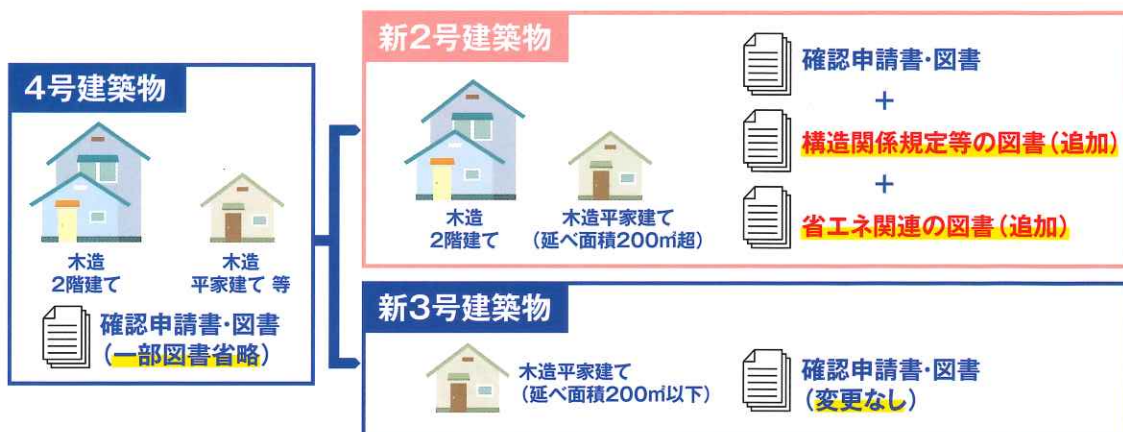 4号建築物
木造
2階建て
木造
平家建て 等
確認申請書・図書
（一部図書省略）
新2号建築物
木造
2階建て
木造平家建て
（延べ面積200㎡超）
確認申請書・図書
+
構造関係規定等の図書（追加）
+
省エネ関連の図書（追加）
新3号建築物
木造平家建て
（延べ面積200㎡以下）
確認申請書・図書
（変更なし）